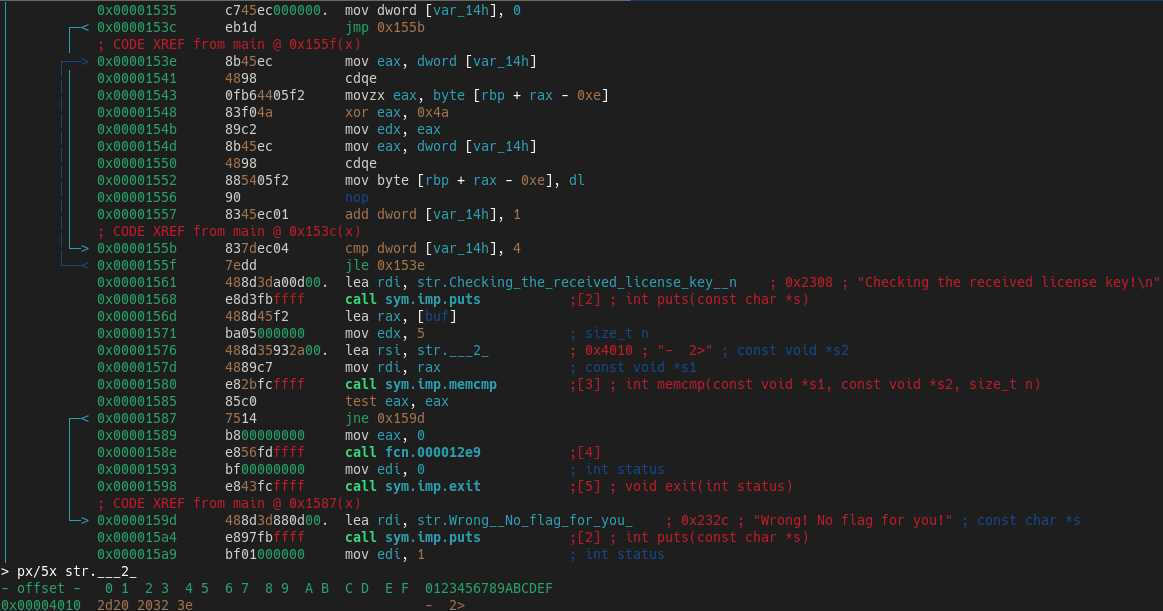 0x00001535 c745ec000000. mov dword [var_14h], 0
< 0x0000153c eb1d jmp 0x155b
; CODE XREF from main @ 0x155f(x)
> 0x0000153e 8b45ec mov eax, dword [var_14h]
0x00001541 4898 cdqe
0x00001543 0fb64405f2 movzx eax, byte [rbp + rax - 0xe]
0x00001548 83f04a xor eax, 0x4a
0x0000154b 89c2 mov edx, eax
0x0000154d 8b45ec mov eax, dword [var_14h]
0x00001550 4898 cdqe
0x00001552 885405f2 mov byte [rbp + rax - 0xe], dl
0x00001556 90 nop
0x00001557 8345ec01 add dword [var_14h], 1
; CODE XREF from main @ 0x153c(x)
> 0x0000155b 837dec04 cmp dword [var_14h], 4
< 0x0000155f 7edd jle 0x153e
0x00001561 488d3da00d00. lea rdi, str.Checking_the_received_license_key__n ; 0x2308 ; "Checking the received license key!\n"
0x00001568 e8d3fbffff call sym.imp.puts ;[2] ; int puts(const char *s)
0x0000156d 488d45f2 lea rax, [buf]
0x00001571 ba05000000 mov edx, 5 ; size_t n
0x00001576 488d35932a00. lea rsi, str.___2_ ; 0x4010 ; "-  2>" ; const void *s2
0x0000157d 4889c7 mov rdi, rax ; const void *s1
0x00001580 e82bfcffff call sym.imp.memcmp ;[3] ; int memcmp(const void *s1, const void *s2, size_t n)
0x00001585 85c0 test eax, eax
< 0x00001587 7514 jne 0x159d
0x00001589 b800000000 mov eax, 0
0x0000158e e856fdffff call fcn.000012e9 ;[4]
0x00001593 bf00000000 mov edi, 0 ; int status
0x00001598 e843fcffff call sym.imp.exit ;[5] ; void exit(int status)
; CODE XREF from main @ 0x1587(x)
> 0x0000159d 488d3d880d00. lea rdi, str.Wrong__No_flag_for_you_ ; 0x232c ; "Wrong! No flag for you!" ; const char *s
0x000015a4 e897fbffff call sym.imp.puts ;[2] ; int puts(const char *s)
0x000015a9 bf01000000 mov edi, 1 ; int status
> px/5x str.___2_
- offset - 0 1 2 3 4 5 6 7 8 9 A B C D E F 0123456789ABCDEF
0x00004010 2d20 2032 3e -  2>